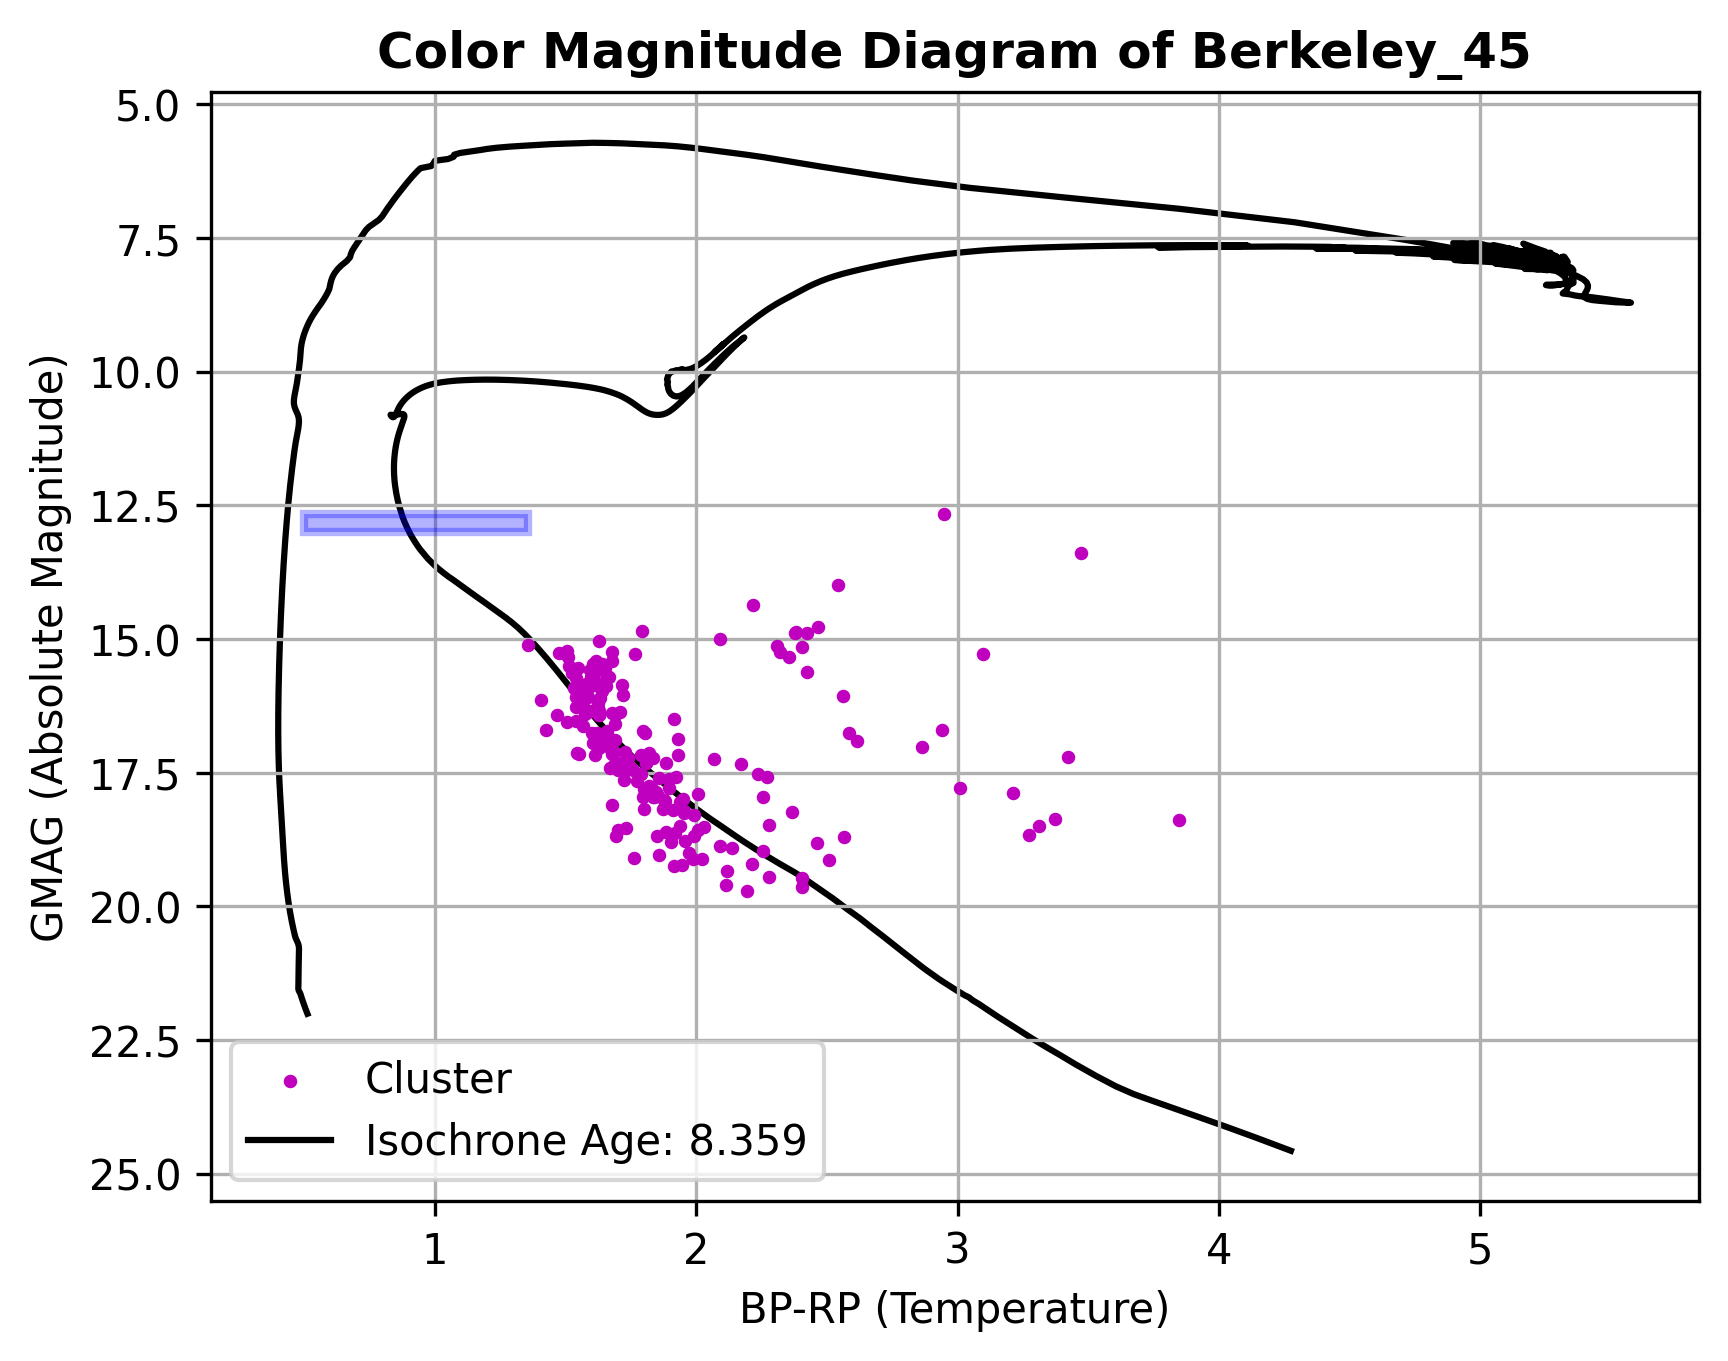 Color Magnitude Diagram of Berkeley_45
GMAG (Absolute Magnitude)
5.0
7.5
10.0
12.5
15.0
17.5
20.0
22.5
25.0
Cluster
Isochrone Age: 8.359
1 2 3 4 5
BP-RP (Temperature)